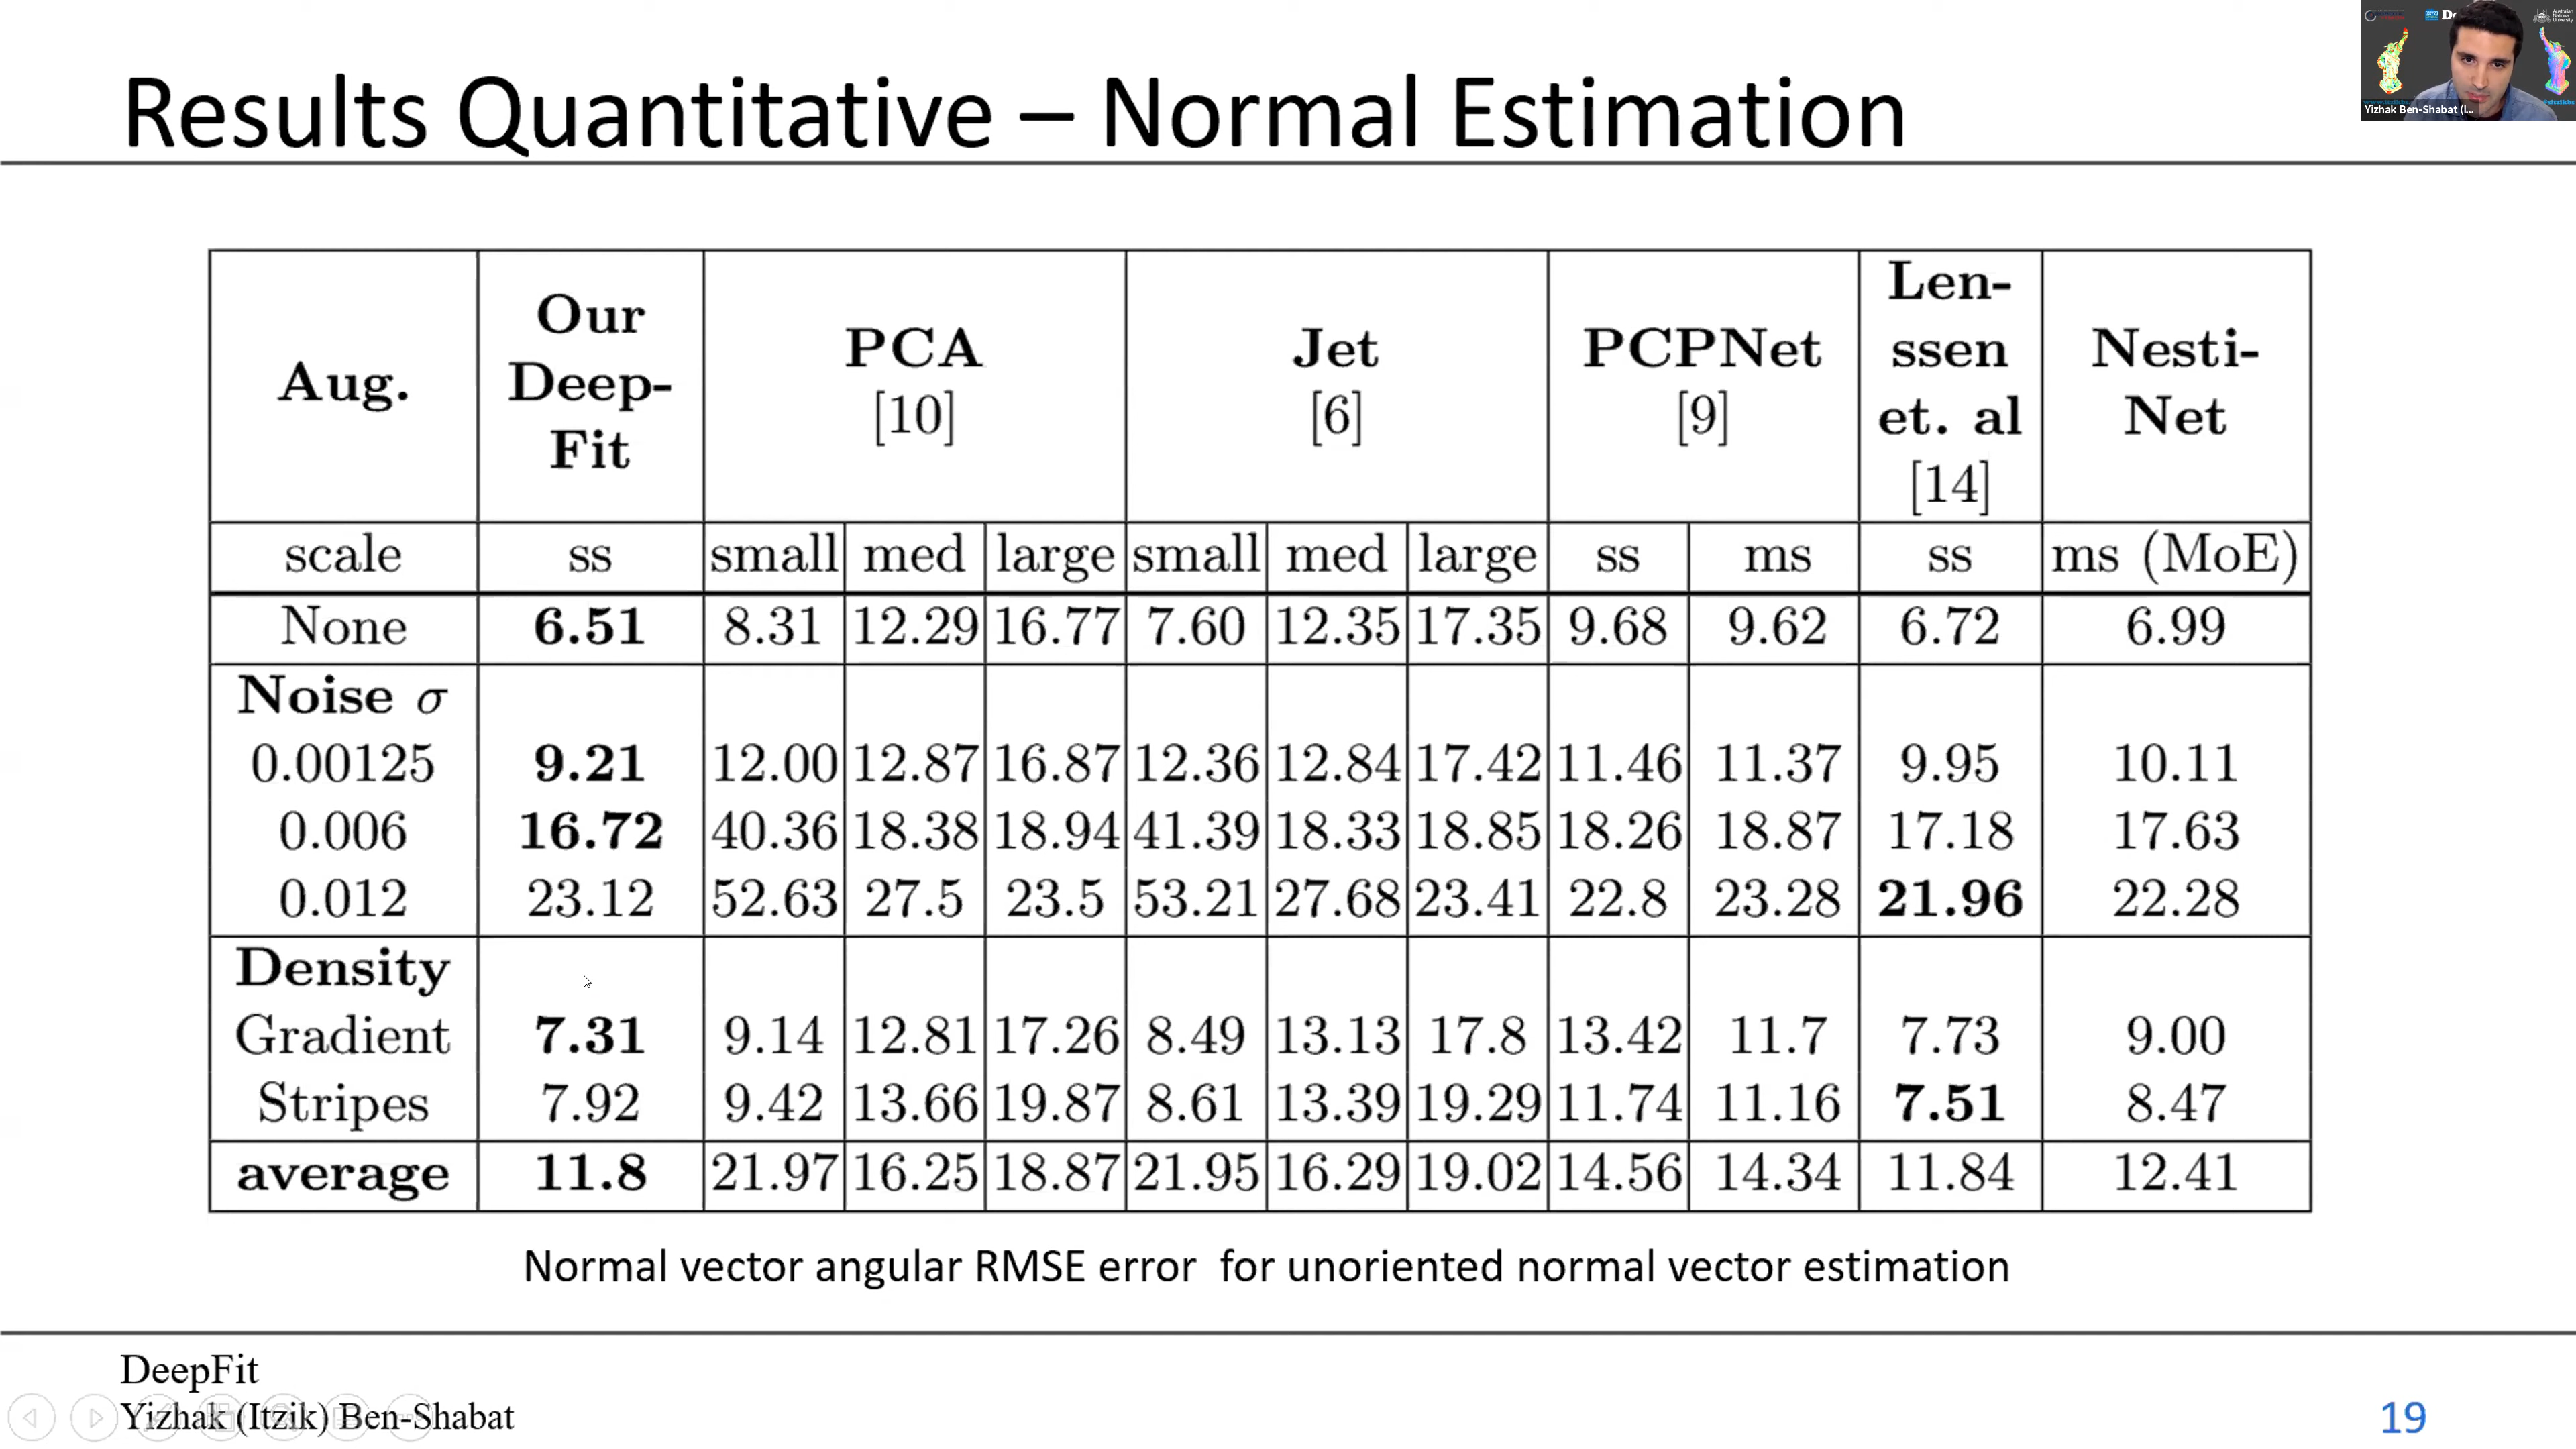 Results Quantitative – Normal Estimation
Yizhak Ben-Shabat (I...
Aug. Our Deep-Fit PCA [10] Jet [6] PCPNet [9] Len-ssen et. al [14] Nesti-Net
scale ss small med large small med large ss ms ss ms (MoE)
None 6.51 8.31 12.29 16.77 7.60 12.35 17.35 9.68 9.62 6.72 6.99
Noise σ
0.00125 9.21 12.00 12.87 16.87 12.36 12.84 17.42 11.46 11.37 9.95 10.11
0.006 16.72 40.36 18.38 18.94 41.39 18.33 18.85 18.26 18.87 17.18 17.63
0.012 23.12 52.63 27.5 23.5 53.21 27.68 23.41 22.8 23.28 21.96 22.28
Density
Gradient 7.31 9.14 12.81 17.26 8.49 13.13 17.8 13.42 11.7 7.73 9.00
Stripes 7.92 9.42 13.66 19.87 8.61 13.39 19.29 11.74 11.16 7.51 8.47
average 11.8 21.97 16.25 18.87 21.95 16.29 19.02 14.56 14.34 11.84 12.41
Normal vector angular RMSE error for unoriented normal vector estimation
DeepFit
Yizhak (Itzik) Ben-Shabat
19